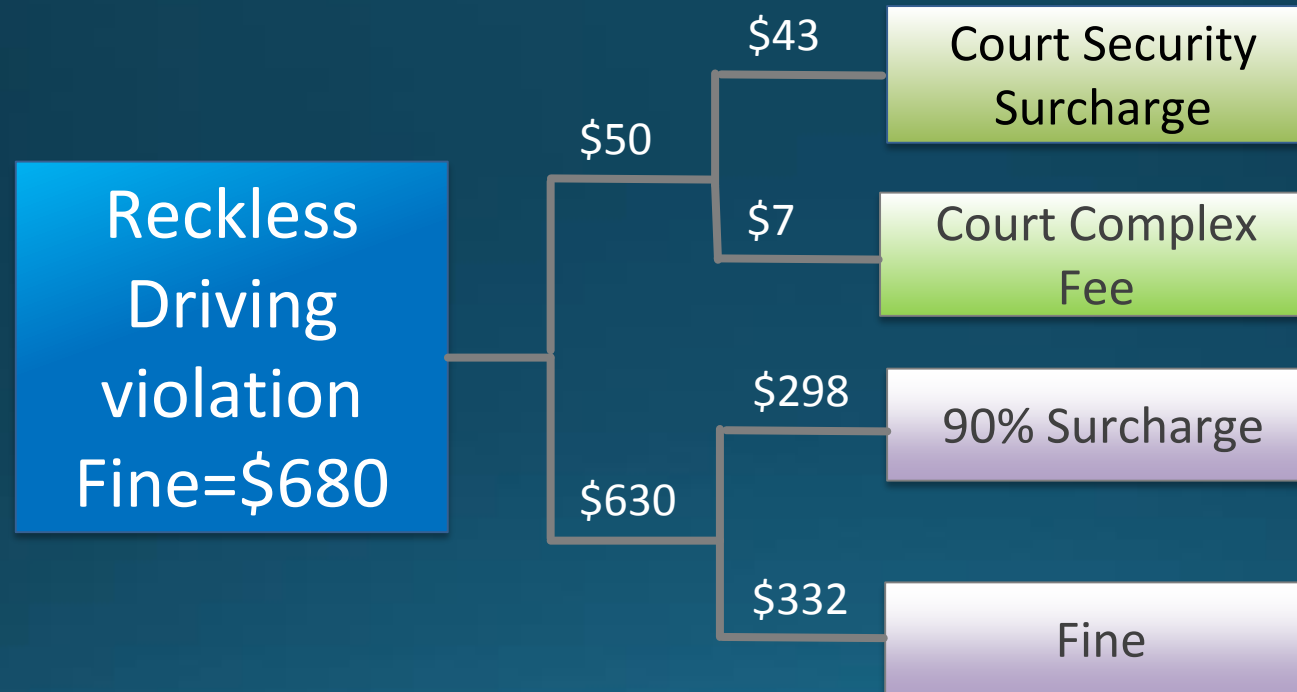 Reckless
Driving
violation
Fine=$680
$50
$43
Court Security
Surcharge
$7
Court Complex
Fee
$630
$298
90% Surcharge
$332
Fine